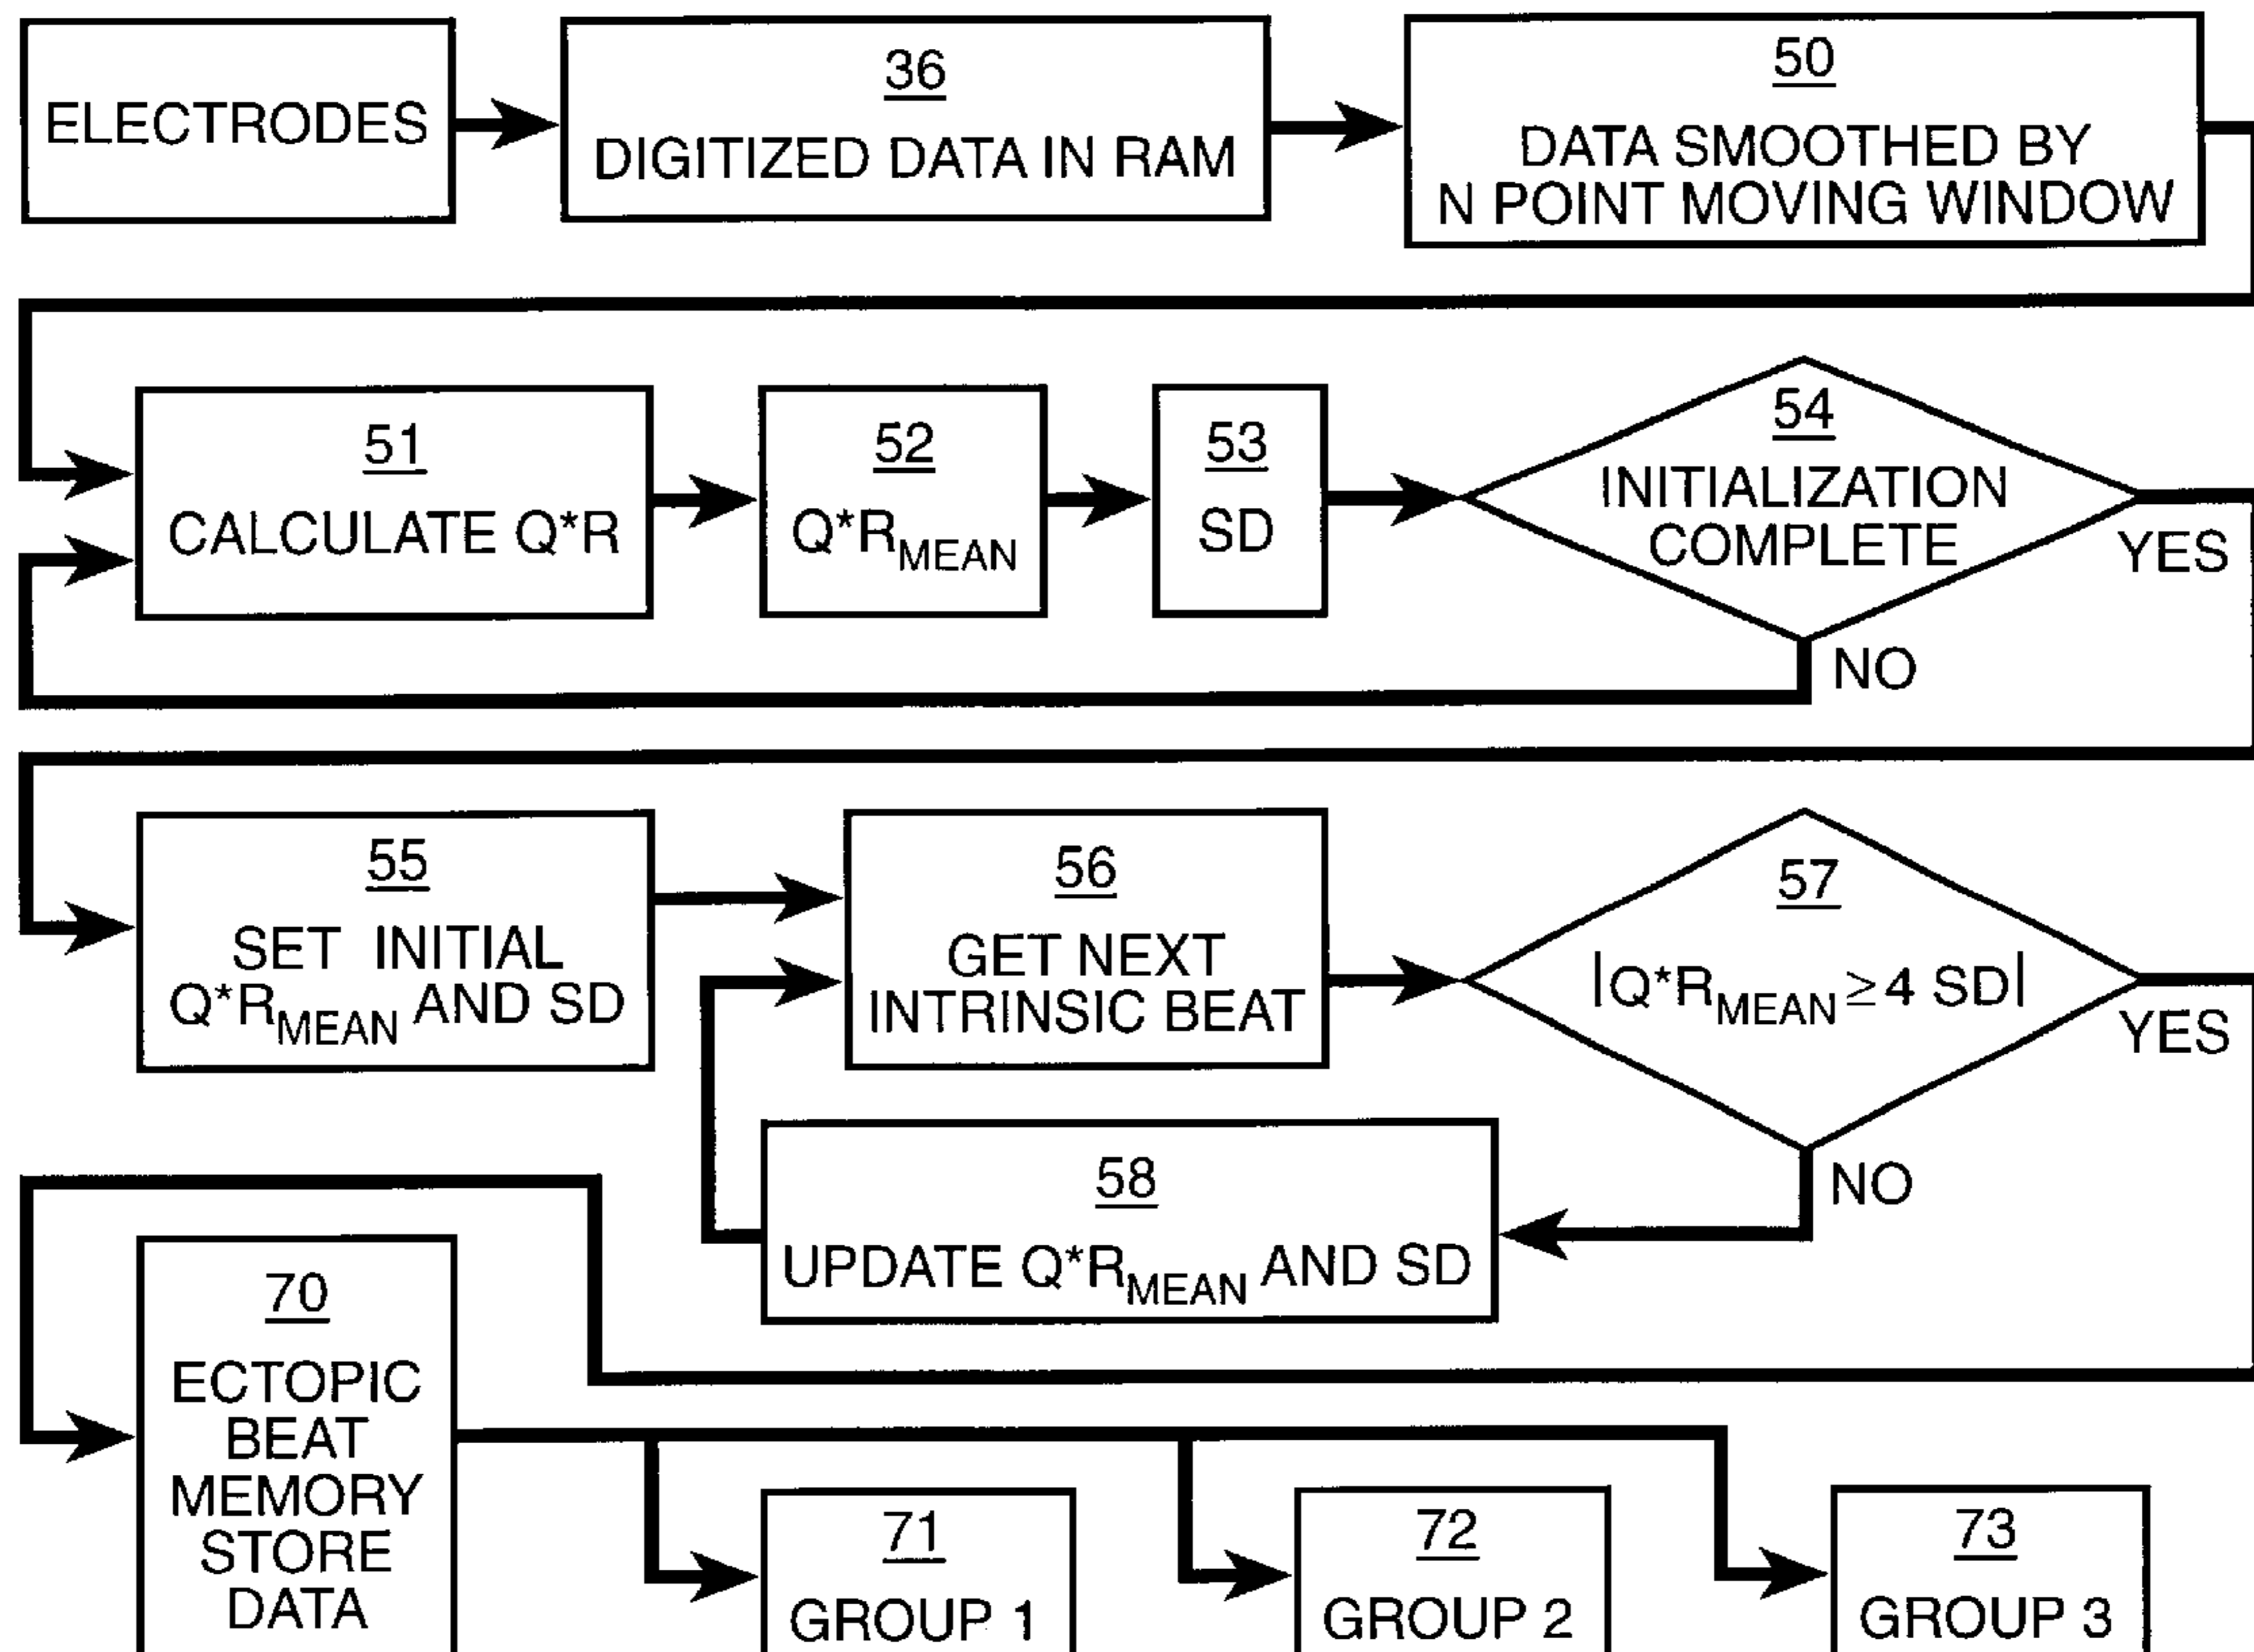 ELECTRODES
36
DIGITIZED DATA IN RAM
50
DATA SMOOTHED BY
N POINT MOVING WINDOW
51
CALCULATE Q*R
52
Q*RMEAN
53
SD
54
INITIALIZATION
COMPLETE
YES
NO
55
SET INITIAL
Q*RMEAN AND SD
56
GET NEXT
INTRINSIC BEAT
57
|Q*RMEAN ≥ 4 SD|
YES
NO
58
UPDATE Q*RMEAN AND SD
70
ECTOPIC
BEAT
MEMORY
STORE
DATA
71
GROUP 1
72
GROUP 2
73
GROUP 3